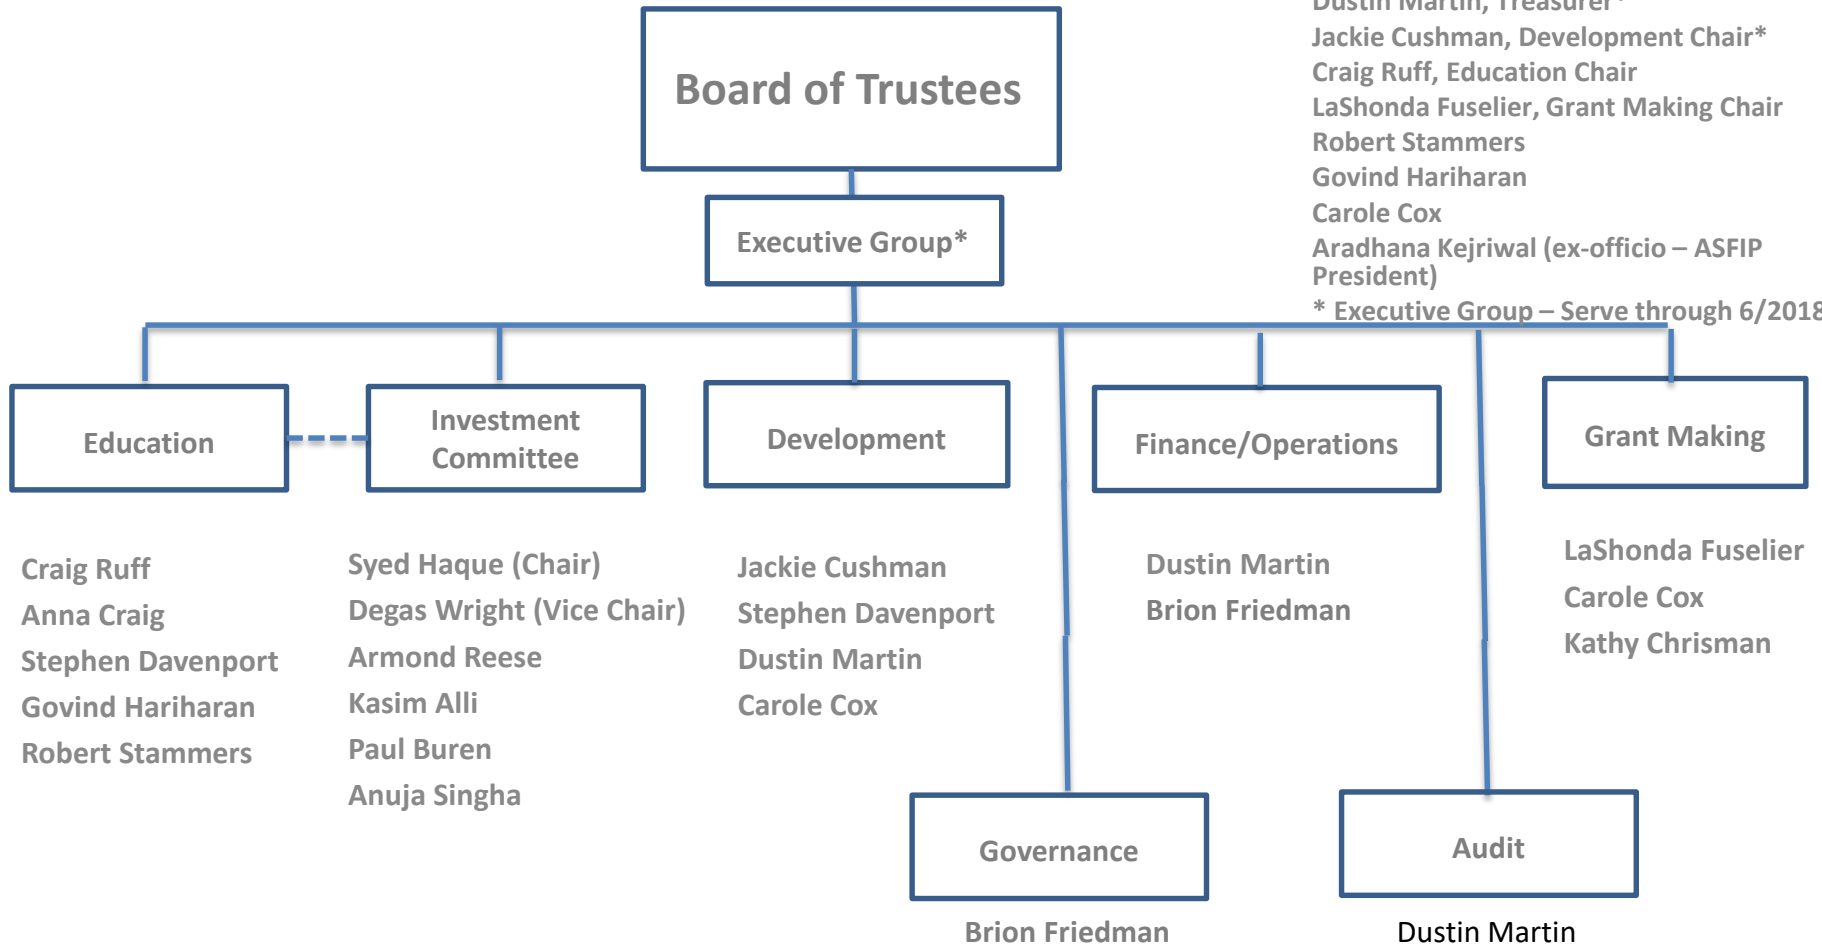 Dustin Martin, Treasurer*
Jackie Cushman, Development Chair*
Craig Ruff, Education Chair
LaShonda Fuselier, Grant Making Chair
Robert Stammers
Govind Hariharan
Carole Cox
Aradhana Kejriwal (ex-officio – ASFIP
President)
* Executive Group – Serve through 6/2018
Board of Trustees
Executive Group*
Education
Investment
Committee
Development
Finance/Operations
Grant Making
Craig Ruff
Anna Craig
Stephen Davenport
Govind Hariharan
Robert Stammers
Syed Haque (Chair)
Degas Wright (Vice Chair)
Armond Reese
Kasim Alli
Paul Buren
Anuja Singha
Jackie Cushman
Stephen Davenport
Dustin Martin
Carole Cox
Dustin Martin
Brion Friedman
LaShonda Fuselier
Carole Cox
Kathy Chrisman
Governance
Brion Friedman
Audit
Dustin Martin